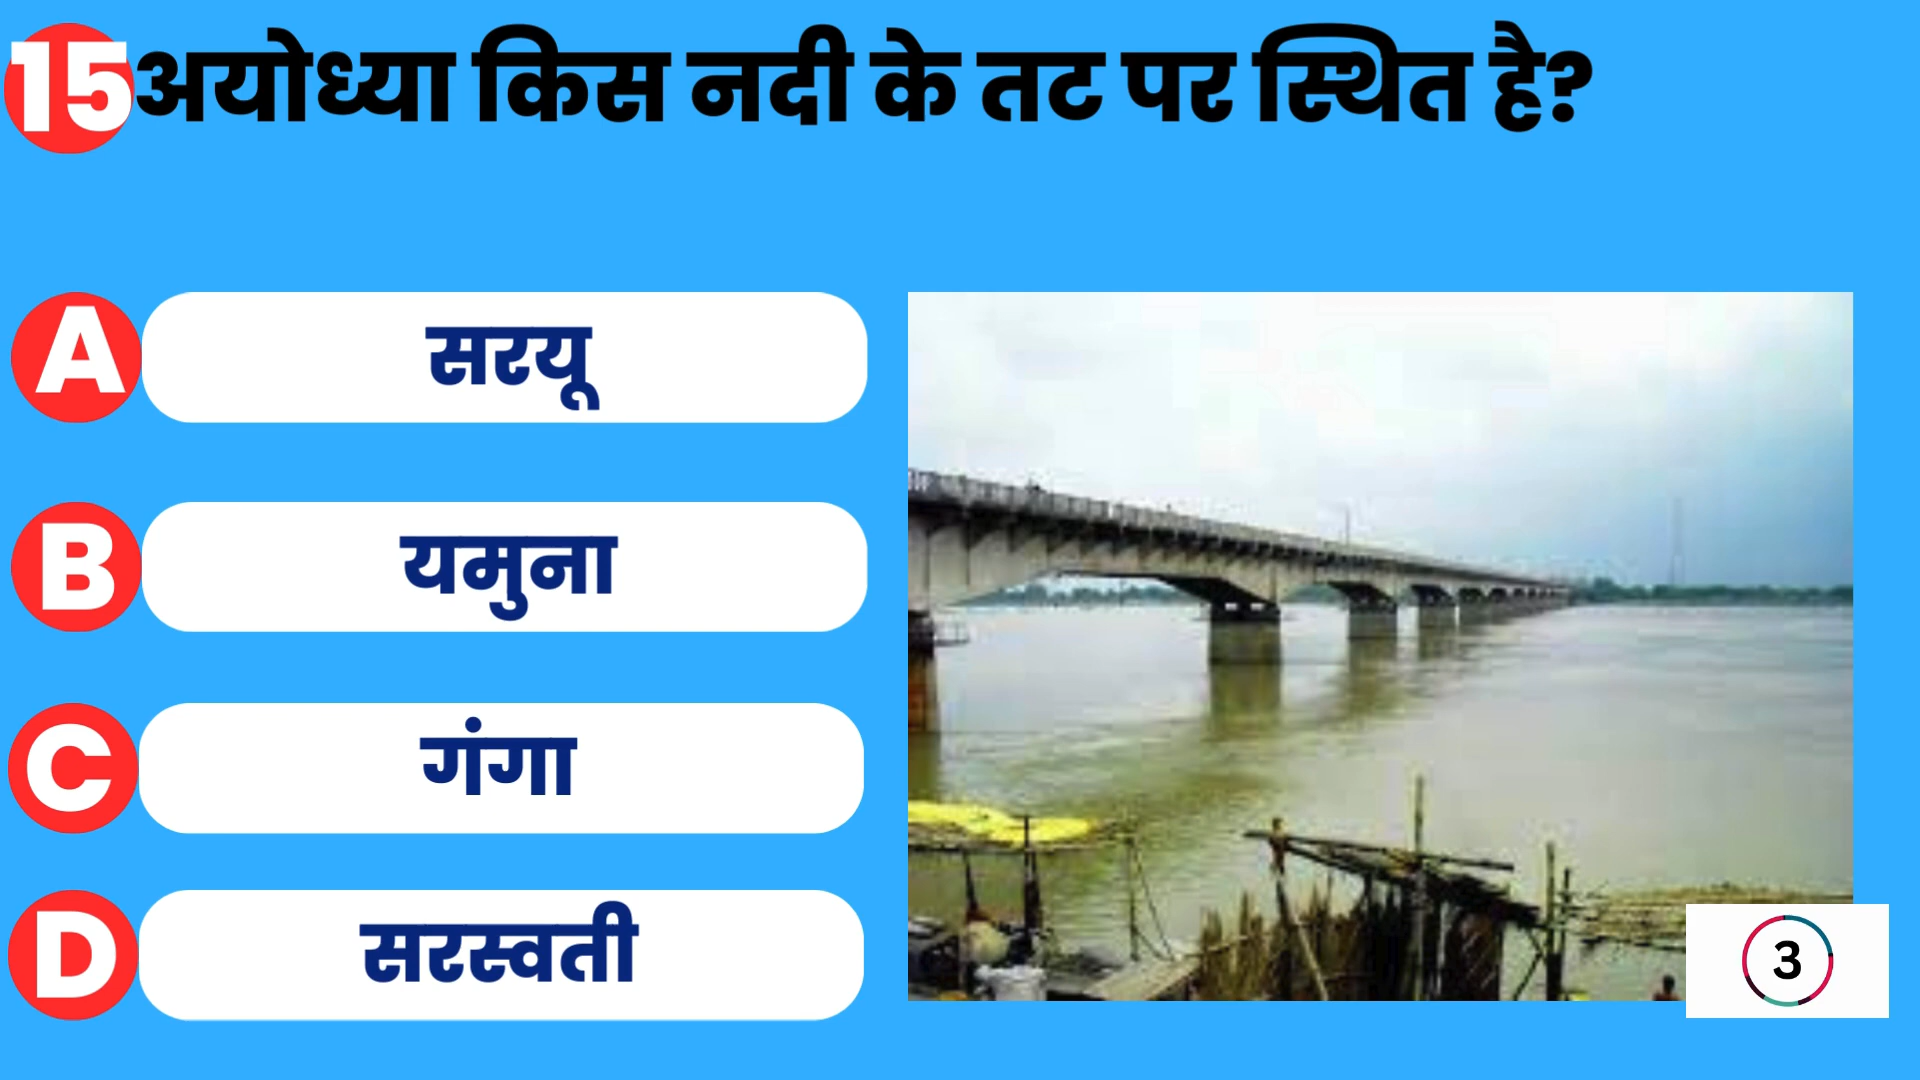 15 अयोध्या किस नदी के तट पर स्थित है?
A सरयू
B यमुना
C गंगा
D सरस्वती
3